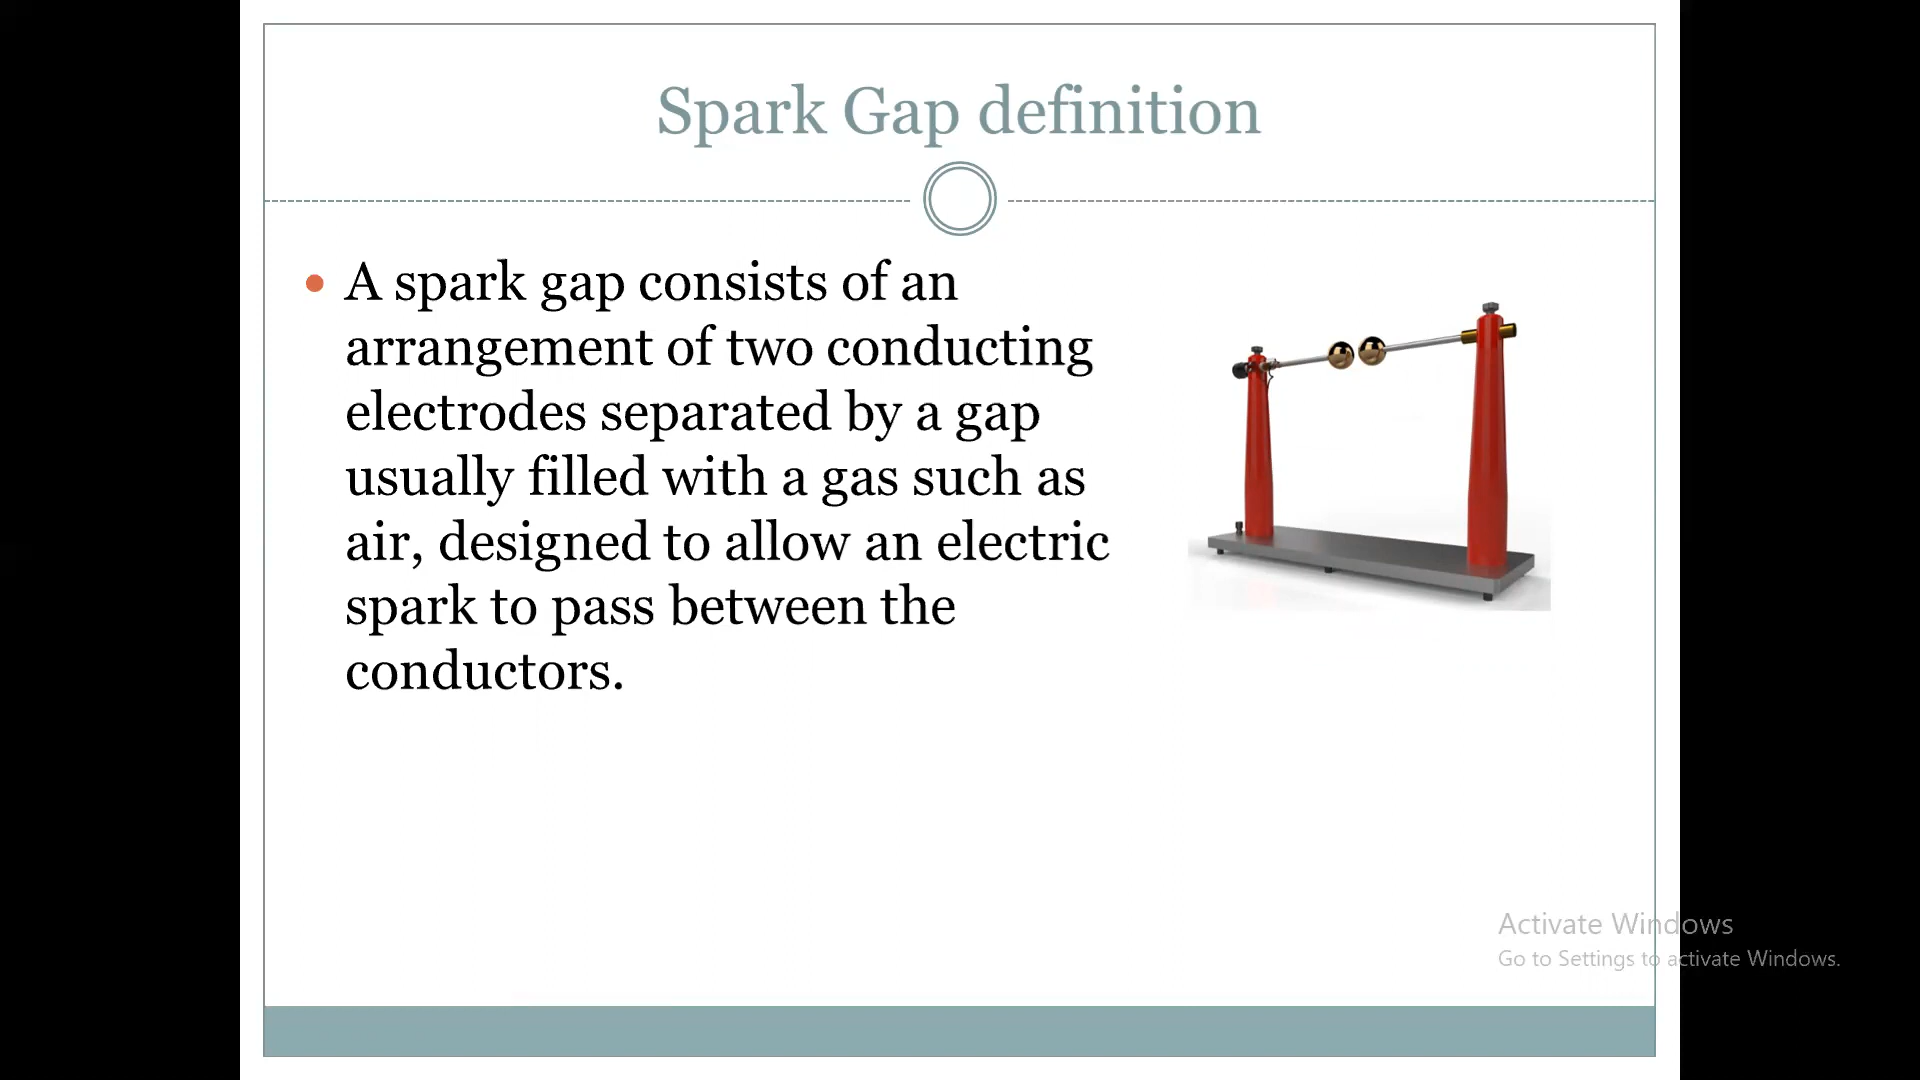 Spark Gap definition
A spark gap consists of an
arrangement of two conducting
electrodes separated by a gap
usually filled with a gas such as
air, designed to allow an electric
spark to pass between the
conductors.
Activate Windows
Go to Settings to activate Windows.